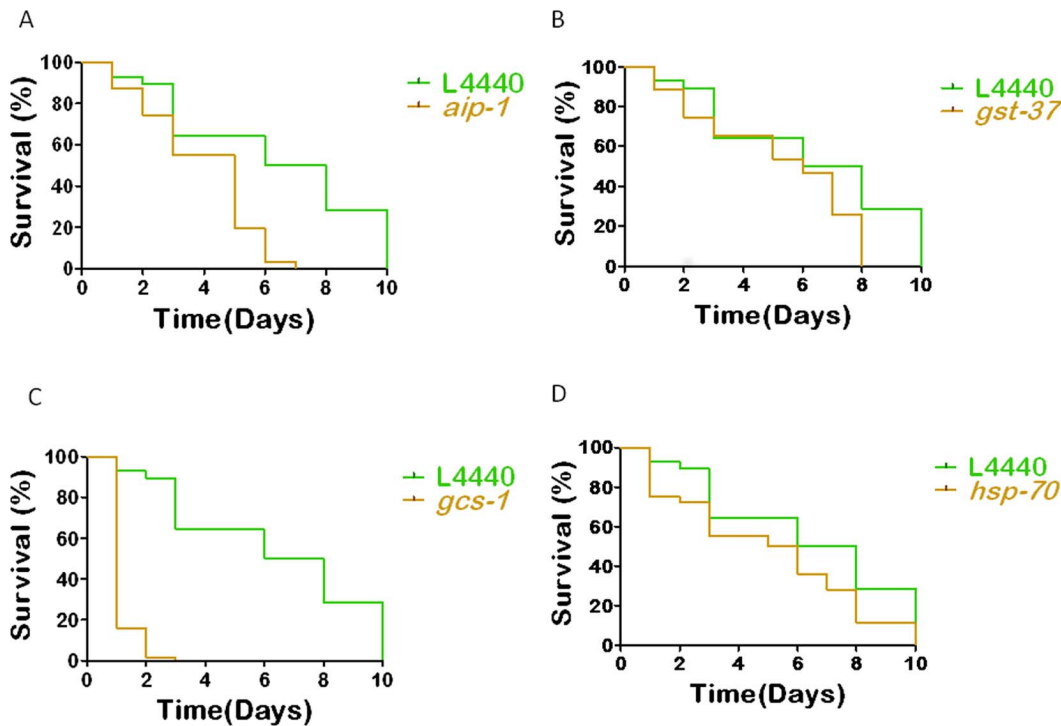 A
100
80
60
40
20
0
Survival (%)
0 2 4 6 8 10
Time(Days)
L4440
aip-1
B
100
80
60
40
20
0
Survival (%)
0 2 4 6 8 10
Time(Days)
L4440
gst-37
C
100
80
60
40
20
0
Survival (%)
0 2 4 6 8 10
Time(Days)
L4440
gcs-1
D
100
80
60
40
20
0
Survival (%)
0 2 4 6 8 10
Time(Days)
L4440
hsp-70